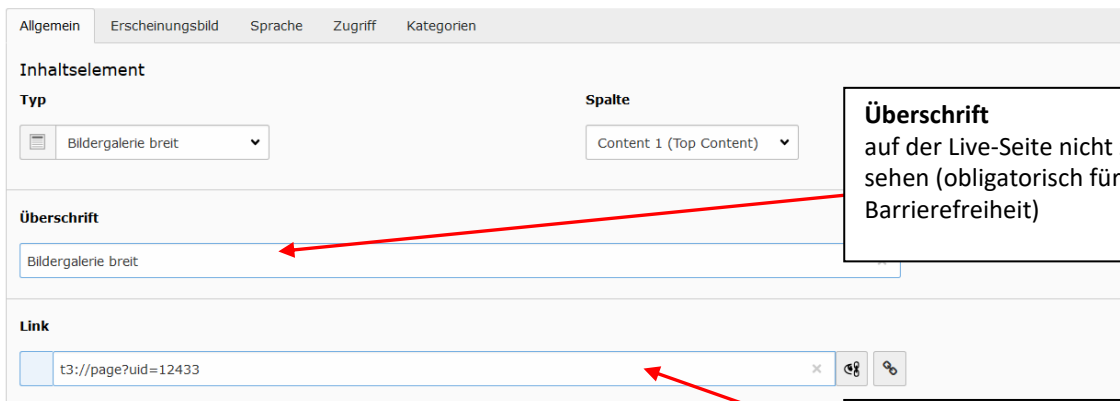 Allgemein Erscheinungsbild Sprache Zugriff Kategorien
Inhaltselement
Typ Spalte
Bildergalerie breit Content 1 (Top Content)
Überschrift
auf der Live-Seite nicht
sehen (obligatorisch für
Barrierefreiheit)
Überschrift
Bildergalerie breit
Link
t3://page?uid=12433